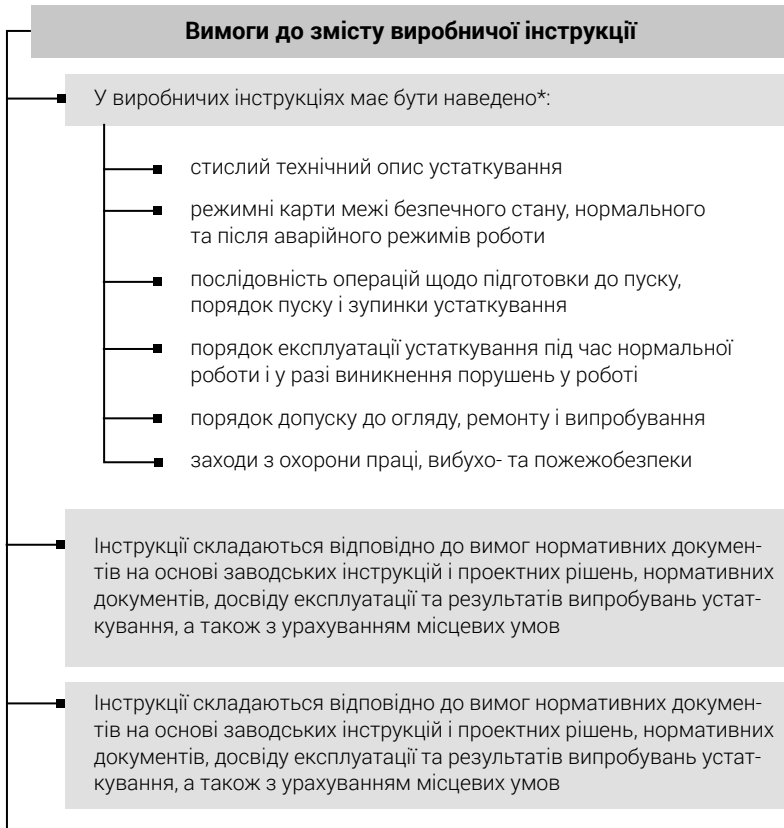 Вимоги до змісту виробничої інструкції
У виробничих інструкціях має бути наведено*:
стислий технічний опис устаткування
режимні карти межі безпечного стану, нормального
та після аварійного режимів роботи
послідовність операцій щодо підготовки до пуску,
порядок пуску і зупинки устаткування
порядок експлуатації устаткування під час нормальної
роботи і у разі виникнення порушень у роботі
порядок допуску до огляду, ремонту і випробування
заходи з охорони праці, вибухо- та пожежобезпеки
Інструкції складаються відповідно до вимог нормативних докумен-
тів на основі заводських інструкцій і проектних рішень, нормативних
документів, досвіду експлуатації та результатів випробувань устат-
кування, а також з урахуванням місцевих умов
Інструкції складаються відповідно до вимог нормативних докумен-
тів на основі заводських інструкцій і проектних рішень, нормативних
документів, досвіду експлуатації та результатів випробувань устат-
кування, а також з урахуванням місцевих умов